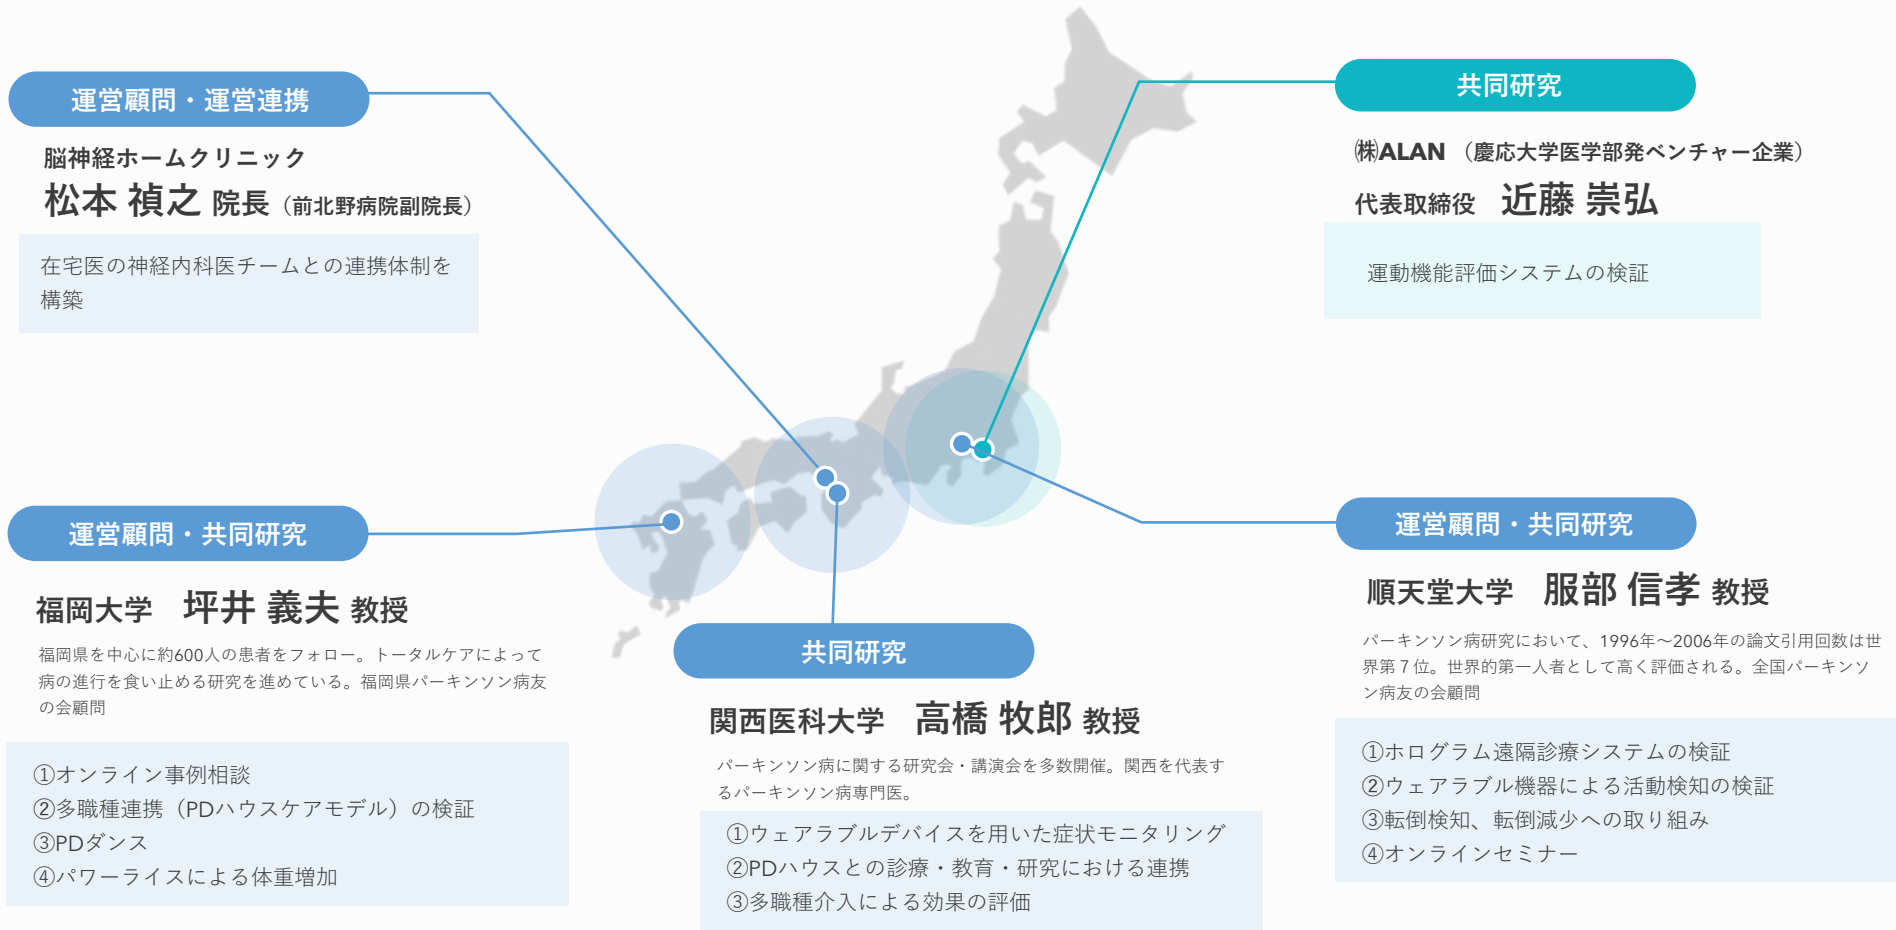 運営顧問・運営連携
脳神経ホームクリニック
松本 禎之 院長（前北野病院副院長）
在宅医の神経内科医チームとの連携体制を
構築
共同研究
㈱ALAN （慶応大学医学部発ベンチャー企業）
代表取締役 近藤 崇弘
運動機能評価システムの検証
運営顧問・共同研究
福岡大学 坪井 義夫 教授
福岡県を中心に約600人の患者をフォロー。トータルケアによって
病の進行を食い止める研究を進めている。福岡県パーキンソン病友
の会顧問
①オンライン事例相談
②多職種連携（PDハウスケアモデル）の検証
③PDダンス
④パワーライスによる体重増加
共同研究
関西医科大学 高橋 牧郎 教授
パーキンソン病に関する研究会・講演会を多数開催。関西を代表す
るパーキンソン病専門医。
①ウェアラブルデバイスを用いた症状モニタリング
②PDハウスとの診療・教育・研究における連携
③多職種介入による効果の評価
運営顧問・共同研究
順天堂大学 服部 信孝 教授
パーキンソン病研究において、1996年～2006年の論文引用回数は世
界第７位。世界的第一人者として高く評価される。全国パーキンソ
ン病友の会顧問
①ホログラム遠隔診療システムの検証
②ウェアラブル機器による活動検知の検証
③転倒検知、転倒減少への取り組み
④オンラインセミナー